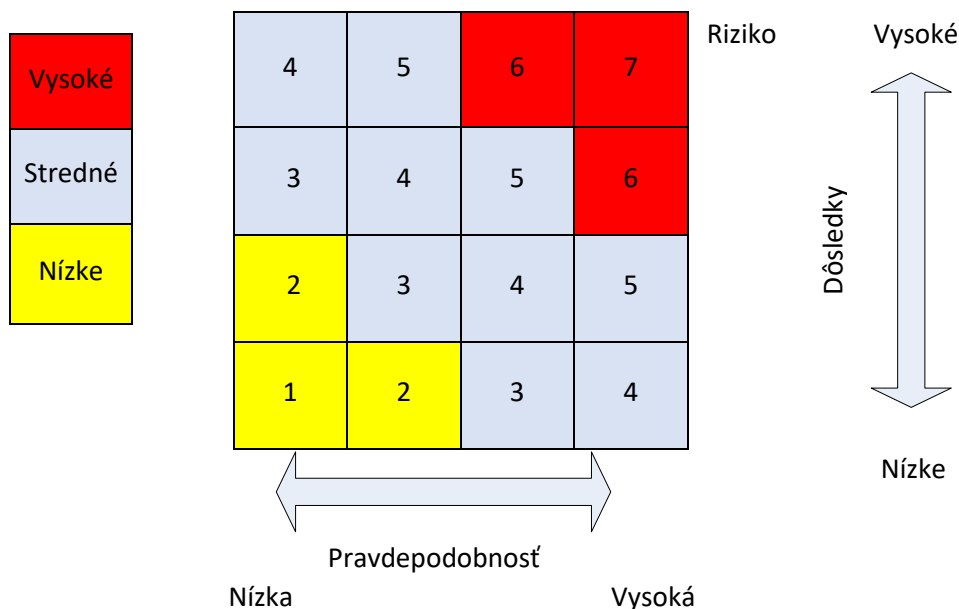 Riziko Vysoké
Vysoké
4 5 6 7
Stredné
3 4 5 6
Nízke
2 3 4 5
Dôsledky
1 2 3 4
Nízke
Pravdepodobnosť
Nízka Vysoká